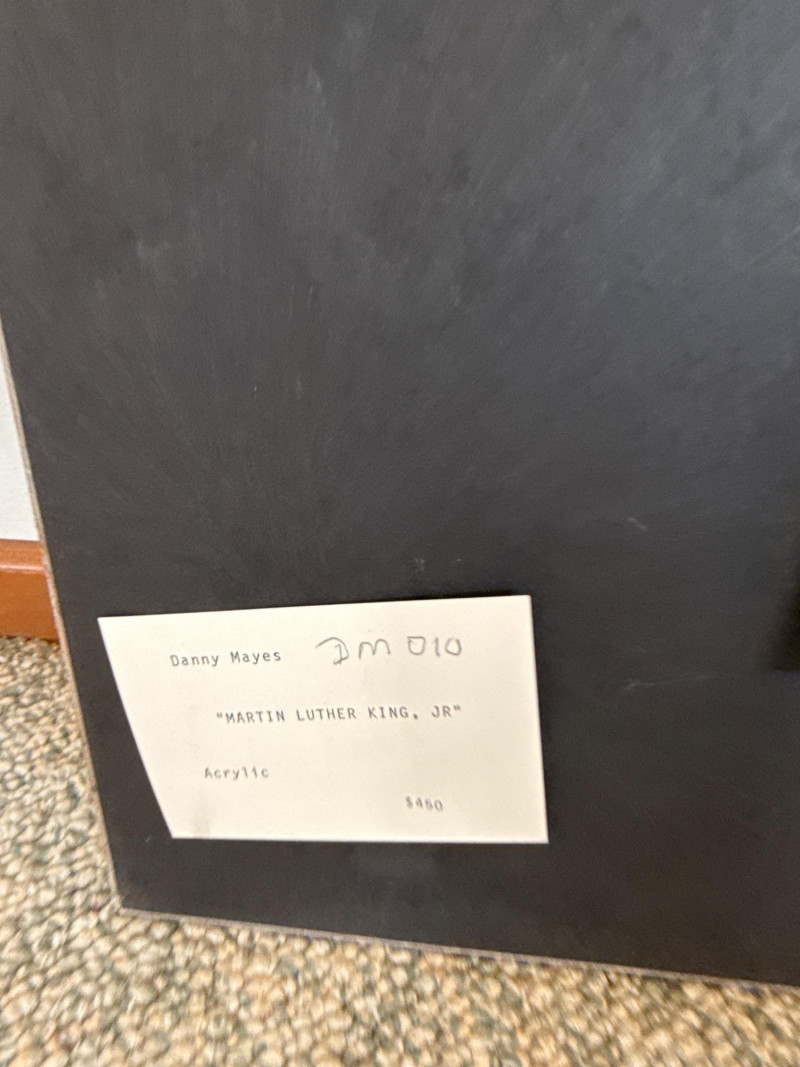 Danny Mayes DM 010
"MARTIN LUTHER KING, JR"
Acrylic
$450